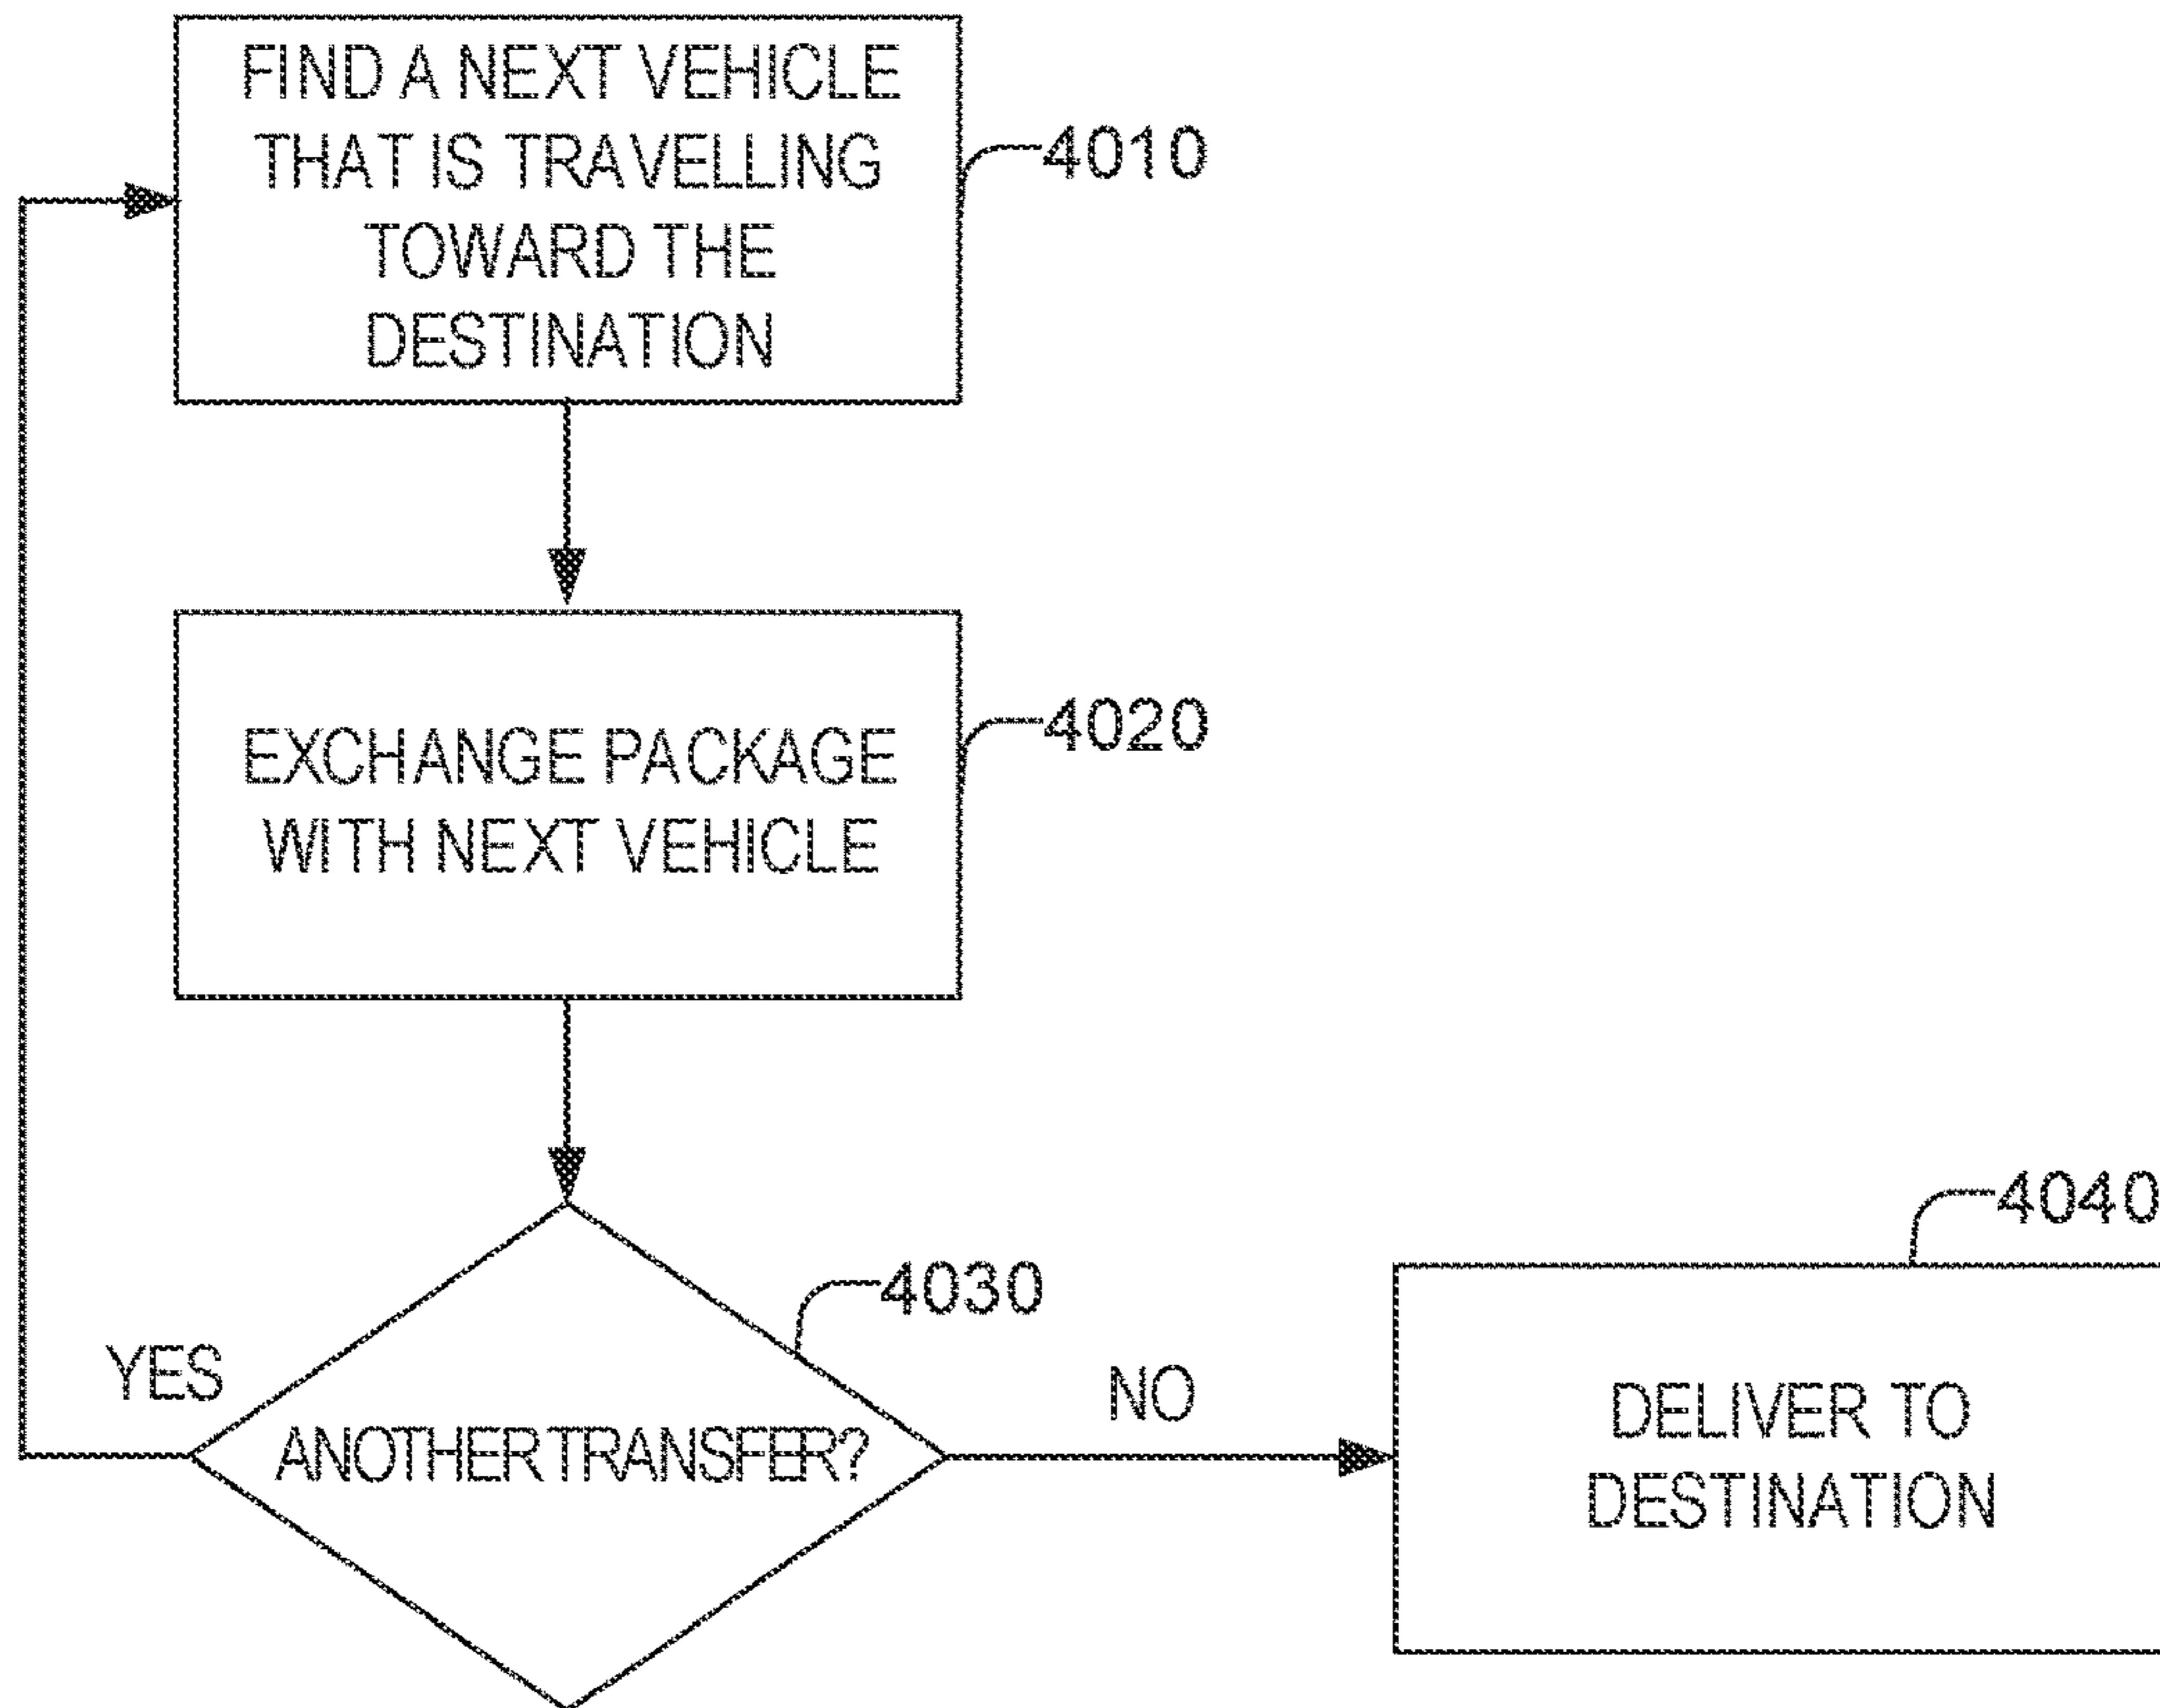 FIND A NEXT VEHICLE
THAT IS TRAVELLING
TOWARD THE
DESTINATION
4010
EXCHANGE PACKAGE
WITH NEXT VEHICLE
4020
4030
YES
ANOTHER TRANSFER?
NO
4040
DELIVER TO
DESTINATION